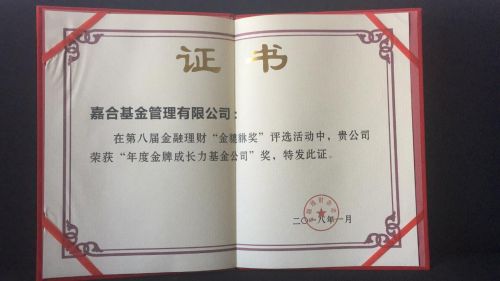 证书
嘉合基金管理有限公司：
在第八届金融理财“金貔貅奖”评选活动中，贵公司
荣获“年度金牌成长力基金公司”奖，特发此证。
二〇一八年一月